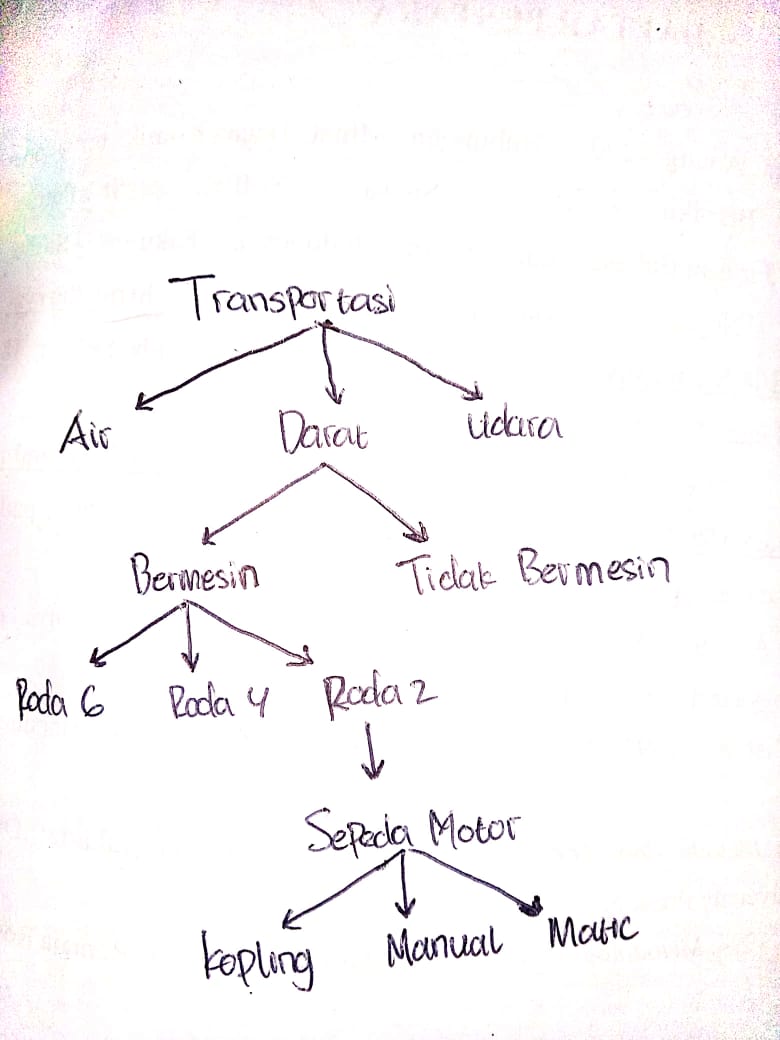 Transportasi
Air Darat Udara
Bermesin Tidak Bermesin
Roda 6 Roda 4 Roda 2
Sepeda Motor
Kopling Manual Matic